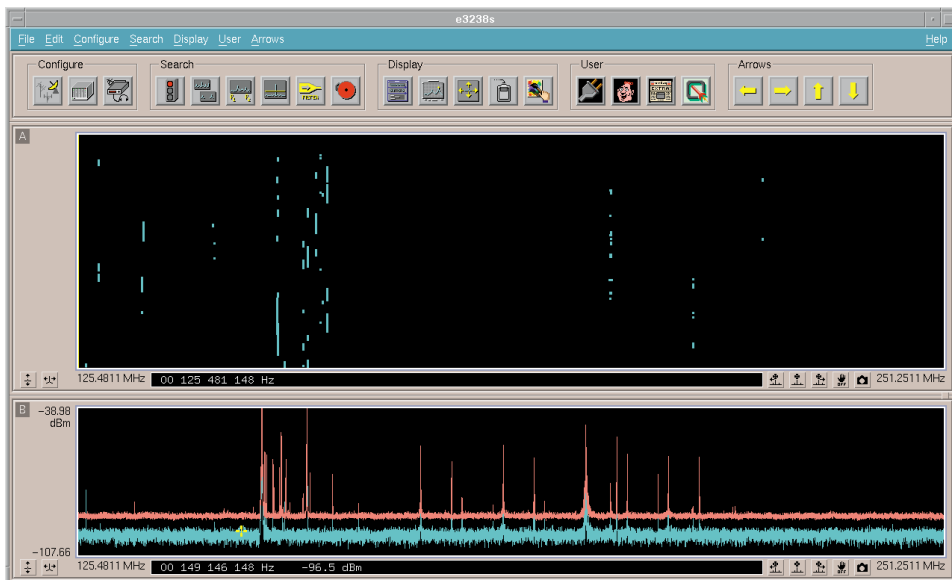 e3238s
File Edit Configure Search Display User Arrows Help
Configure Search Display User Arrows
A
125.4811 MHz 00 125 481 148 Hz 251.2511 MHz
B
-38.98
dBm
-107.66
125.4811 MHz 00 149 146 148 Hz -96.5 dBm 251.2511 MHz